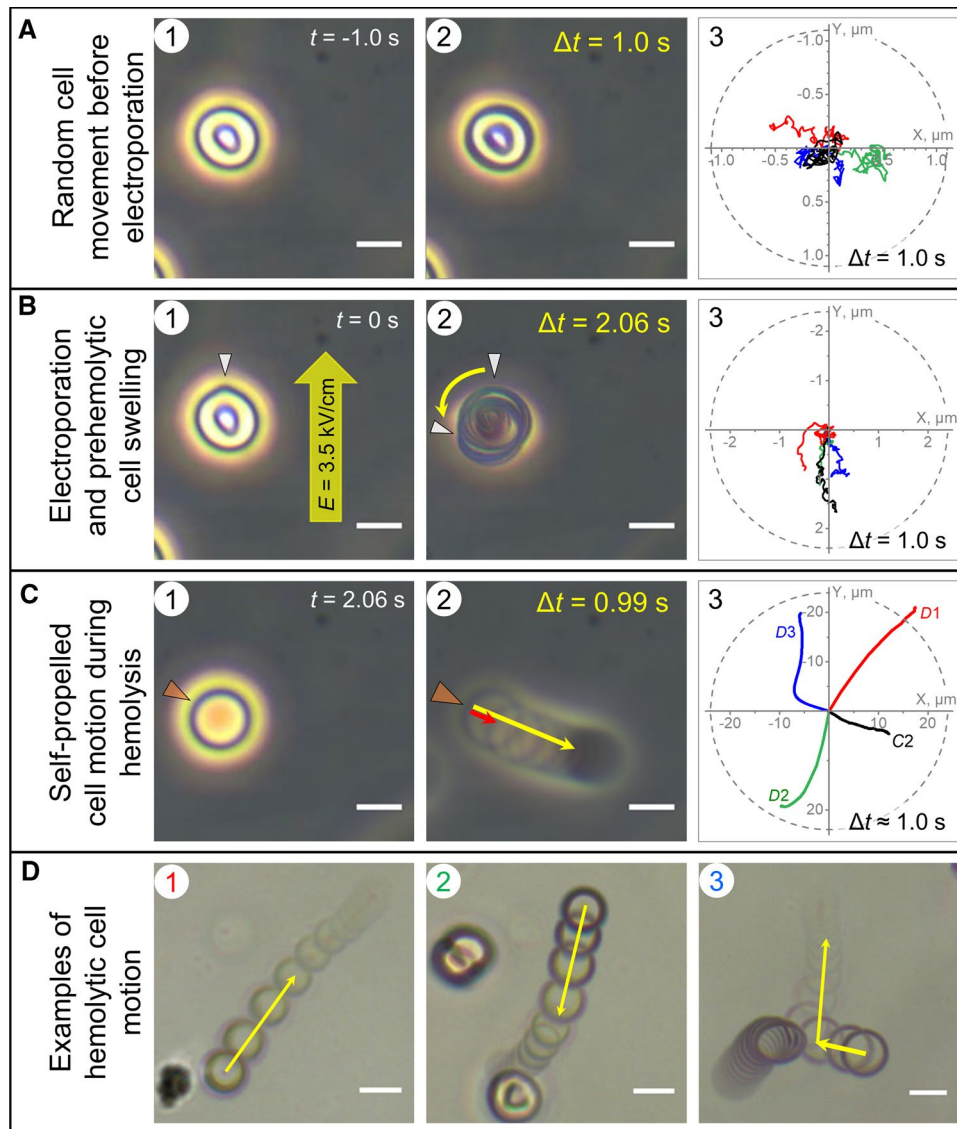 A
Random cell
movement before
electroporation
1
t = -1.0 s
2
Δt = 1.0 s
3
Y, µm
-1.0
-0.5
X, µm
-1.0
-0.5
0.5
1.0
0.5
1.0
Δt = 1.0 s
B
Electroporation
and prehemolytic
cell swelling
1
t = 0 s
E = 3.5 kV/cm
2
Δt = 2.06 s
3
Y, µm
-2
-1
X, µm
-2
-1
1
2
2
Δt = 1.0 s
C
Self-propelled
cell motion during
hemolysis
1
t = 2.06 s
2
Δt = 0.99 s
3
Y, µm
-20
D1
D3
-10
X, µm
-20
-10
10
20
C2
D2
20
Δt ≈ 1.0 s
D
Examples of
hemolytic cell
motion
1
2
3